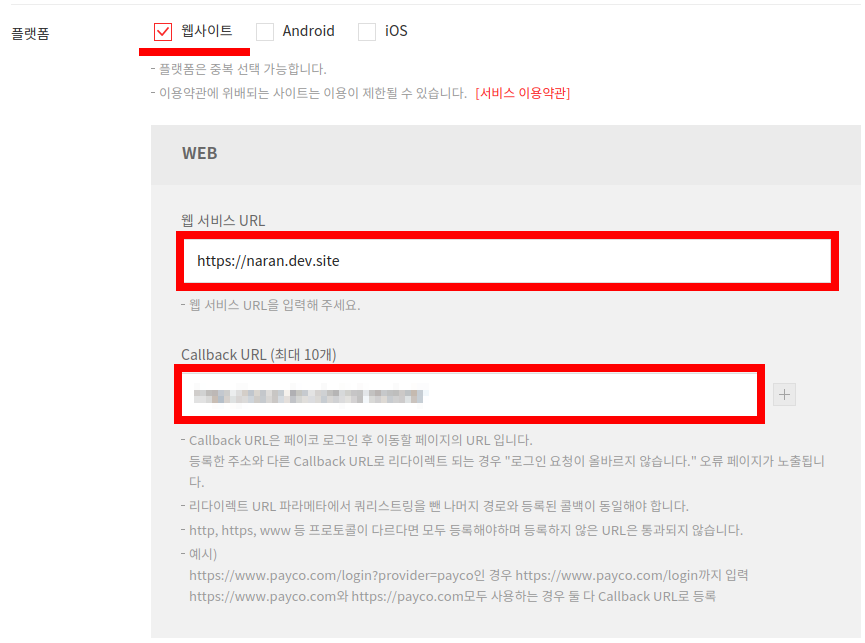 플랫폼
웹사이트 Android iOS
- 플랫폼은 중복 선택 가능합니다.
- 이용약관에 위배되는 사이트는 이용이 제한될 수 있습니다. [서비스 이용약관]
WEB
웹 서비스 URL
https://naran.dev.site
- 웹 서비스 URL을 입력해 주세요.
Callback URL (최대 10개)
- Callback URL은 페이코 로그인 후 이동할 페이지의 URL 입니다.
등록한 주소와 다른 Callback URL로 리다이렉트 되는 경우 "로그인 요청이 올바르지 않습니다." 오류 페이지가 노출됩니
다.
- 리다이렉트 URL 파라메타에서 쿼리스트링을 뺀 나머지 경로와 등록된 콜백이 동일해야 합니다.
- http, https, www 등 프로토콜이 다르다면 모두 등록해야하며 등록하지 않은 URL은 통과되지 않습니다.
- 예시)
https://www.payco.com/login?provider=payco인 경우 https://www.payco.com/login까지 입력
https://www.payco.com와 https://payco.com모두 사용하는 경우 둘 다 Callback URL로 등록